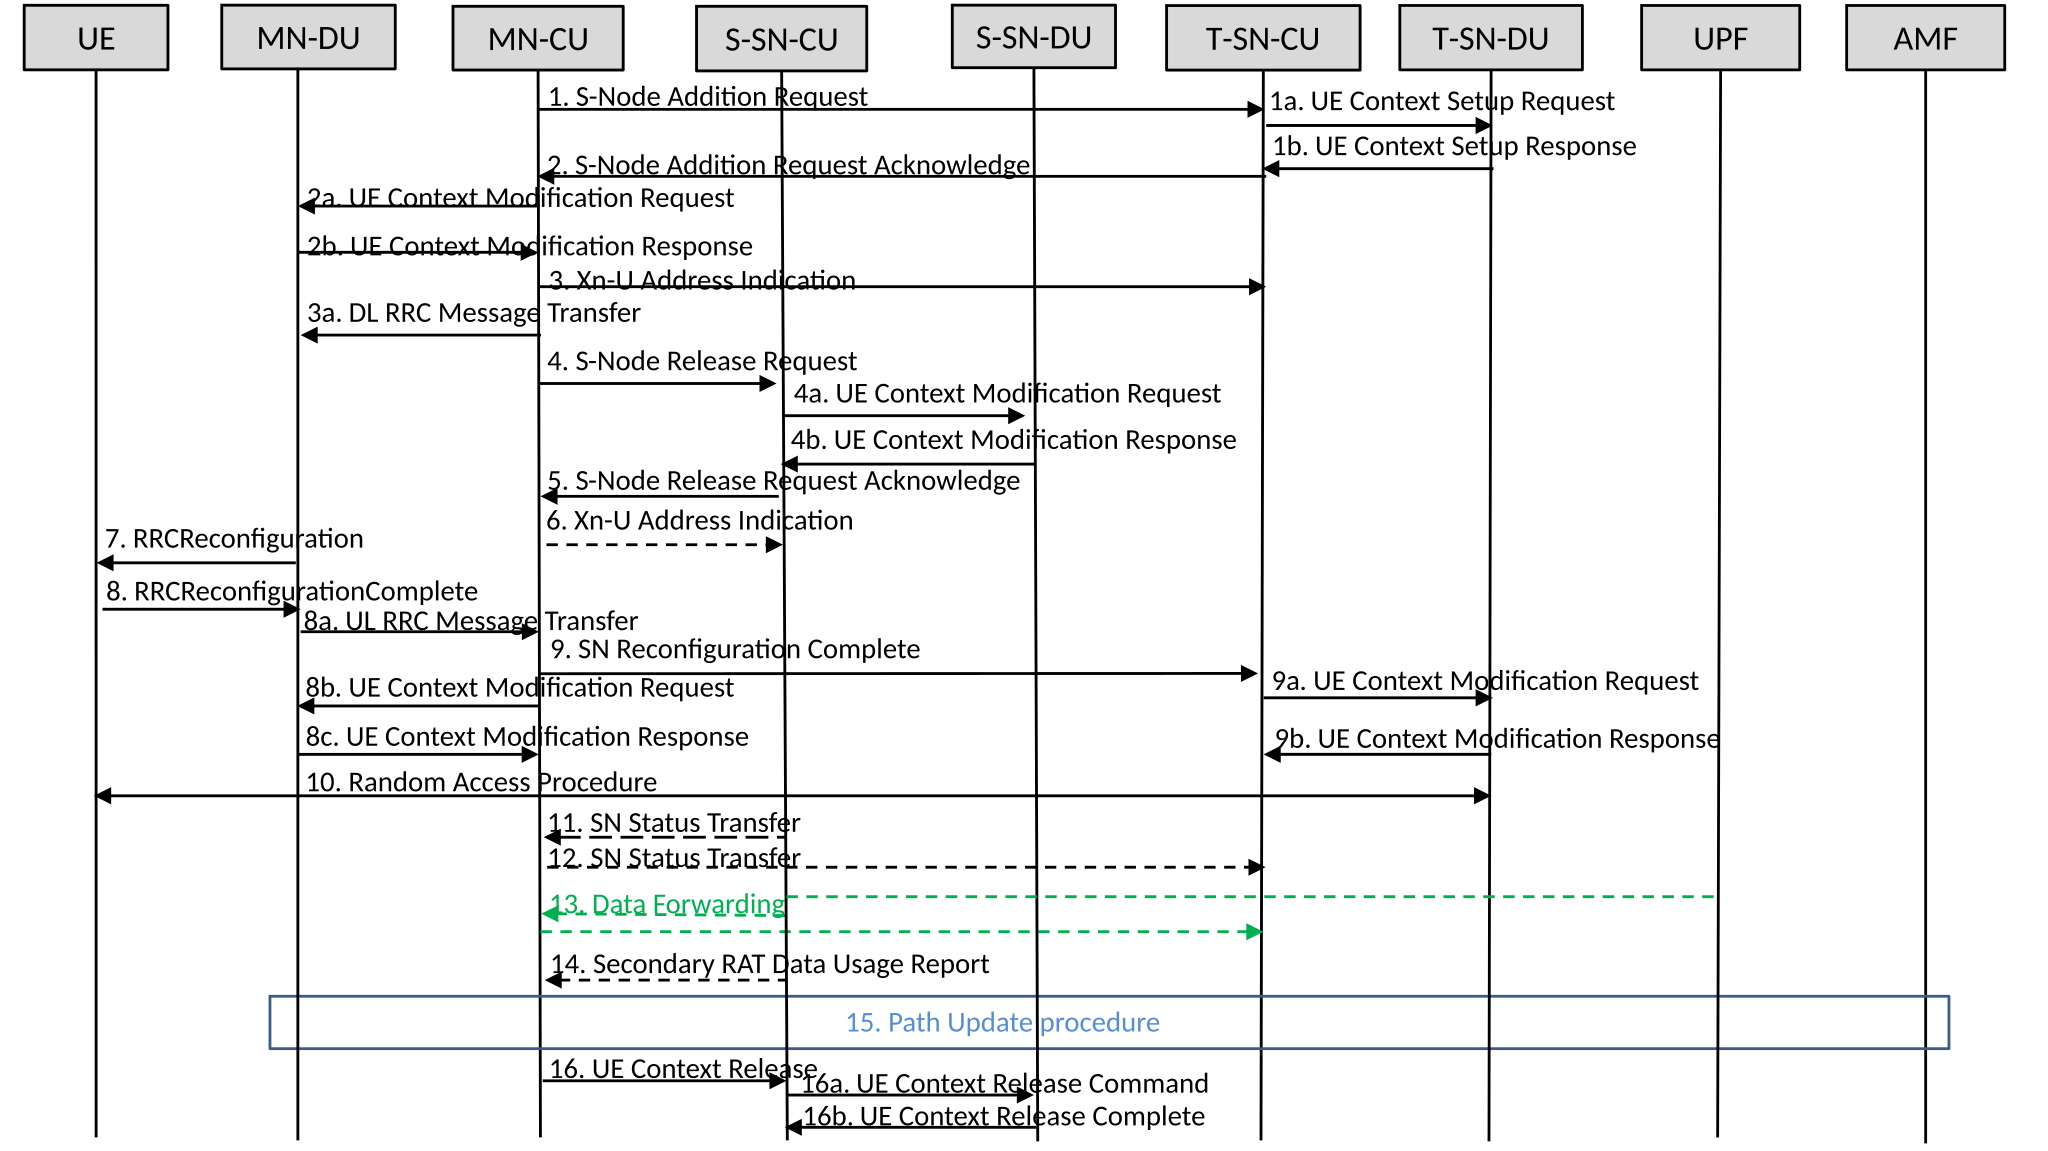 UE
MN-DU
MN-CU
S-SN-CU
S-SN-DU
T-SN-CU
T-SN-DU
UPF
AMF
1. S-Node Addition Request
1a. UE Context Setup Request
1b. UE Context Setup Response
2. S-Node Addition Request Acknowledge
2a. UE Context Modification Request
2b. UE Context Modification Response
3. Xn-U Address Indication
3a. DL RRC Message Transfer
4. S-Node Release Request
4a. UE Context Modification Request
4b. UE Context Modification Response
5. S-Node Release Request Acknowledge
6. Xn-U Address Indication
7. RRCReconfiguration
8. RRCReconfigurationComplete
8a. UL RRC Message Transfer
9. SN Reconfiguration Complete
8b. UE Context Modification Request
9a. UE Context Modification Request
8c. UE Context Modification Response
9b. UE Context Modification Response
10. Random Access Procedure
11. SN Status Transfer
12. SN Status Transfer
13. Data Forwarding
14. Secondary RAT Data Usage Report
15. Path Update procedure
16. UE Context Release
16a. UE Context Release Command
16b. UE Context Release Complete